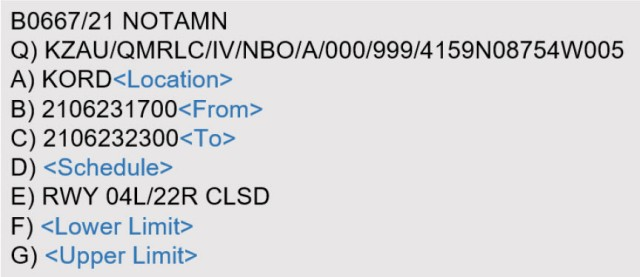 B0667/21 NOTAMN
Q) KZAU/QMRLC/IV/NBO/A/000/999/4159N08754W005
A) KORD<Location>
B) 2106231700<From>
C) 2106232300<To>
D) <Schedule>
E) RWY 04L/22R CLSD
F) <Lower Limit>
G) <Upper Limit>